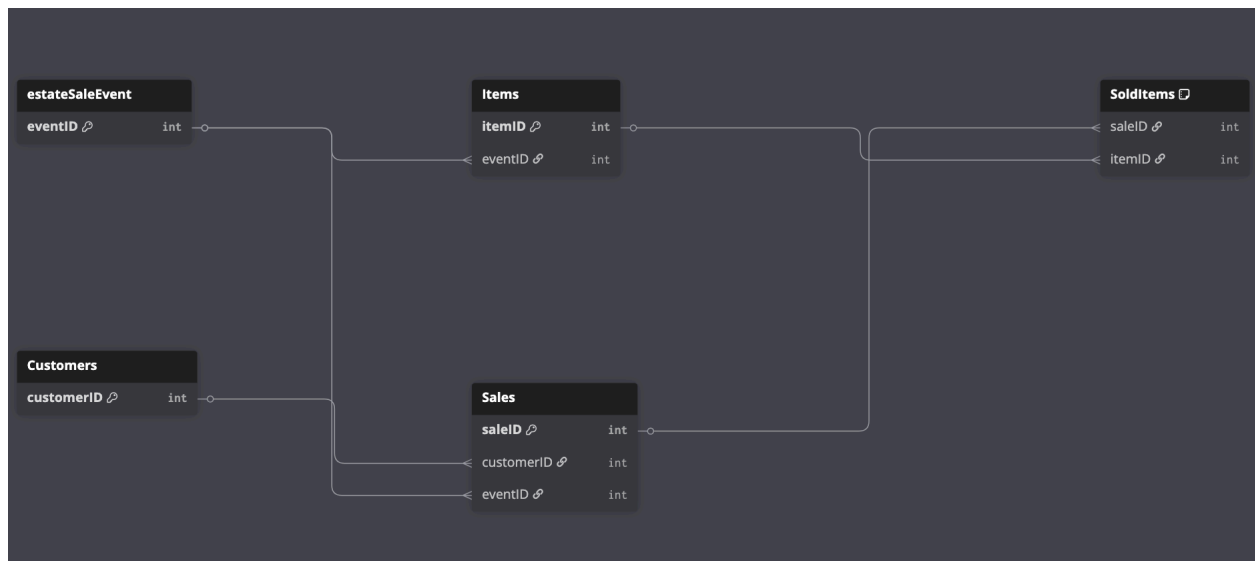 estateSaleEvent
eventID int
Items
itemID int
eventID int
SoldItems
saleID int
itemID int
Customers
customerID int
Sales
saleID int
customerID int
eventID int